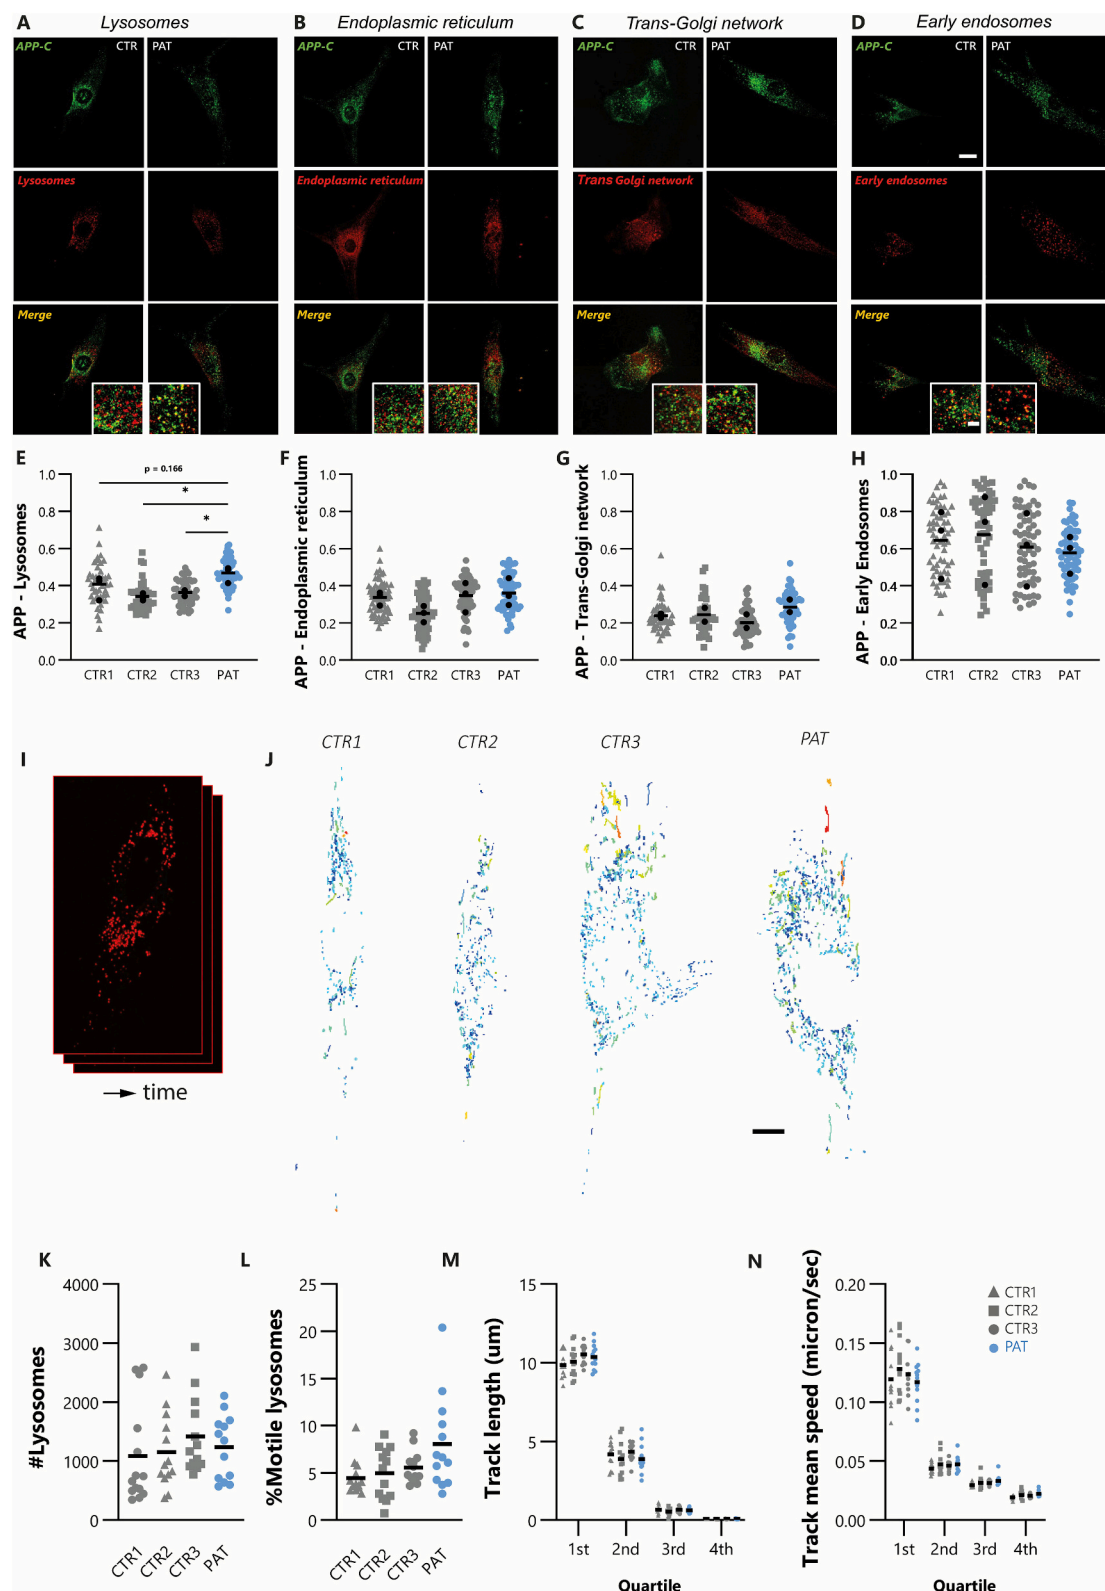 A Lysosomes
B Endoplasmic reticulum
C Trans-Golgi network
D Early endosomes
APP-C CTR PAT
APP-C CTR PAT
APP-C CTR PAT
APP-C CTR PAT
Lysosomes
Endoplasmic reticulum
Trans Golgi network
Early endosomes
Merge
Merge
Merge
Merge
E
APP - Lysosomes
1.0
0.8
0.6
0.4
0.2
0.0
p = 0.166
*
*
CTR1 CTR2 CTR3 PAT
F
APP - Endoplasmic reticulum
1.0
0.8
0.6
0.4
0.2
0.0
CTR1 CTR2 CTR3 PAT
G
APP - Trans-Golgi network
1.0
0.8
0.6
0.4
0.2
0.0
CTR1 CTR2 CTR3 PAT
H
APP - Early Endosomes
1.0
0.8
0.6
0.4
0.2
0.0
CTR1 CTR2 CTR3 PAT
I
→ time
J
CTR1 CTR2 CTR3 PAT
K
#Lysosomes
4000
3000
2000
1000
0
CTR1 CTR2 CTR3 PAT
L
%Motile lysosomes
25
20
15
10
5
0
CTR1 CTR2 CTR3 PAT
M
Track length (um)
15
10
5
0
1st 2nd 3rd 4th
Quartile
N
Track mean speed (micron/sec)
0.20
0.15
0.10
0.05
0.00
1st 2nd 3rd 4th
Quartile
CTR1
CTR2
CTR3
PAT